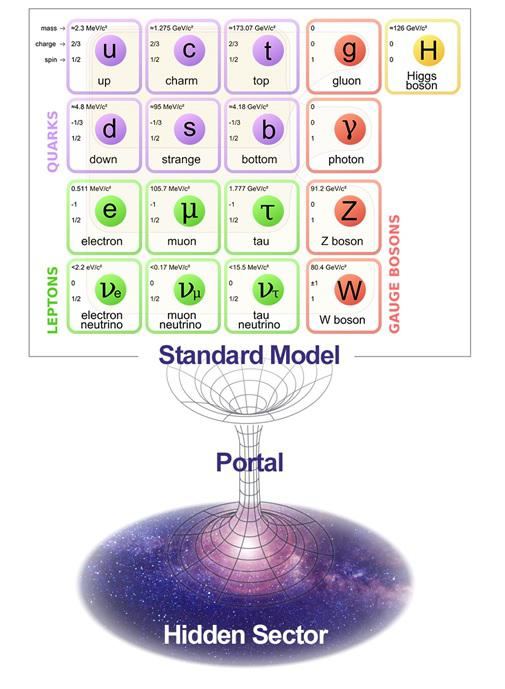 mass → ≈2.3 MeV/c² ≈1.275 GeV/c² ≈173.07 GeV/c² 0 ≈126 GeV/c²
charge → 2/3 2/3 2/3 0 0
spin → 1/2 1/2 1/2 1 0
u c t g H
up charm top gluon Higgs
boson
QUARKS
≈4.8 MeV/c² ≈95 MeV/c² ≈4.18 GeV/c² 0
-1/3 -1/3 -1/3 0
1/2 1/2 1/2 1
d s b γ
down strange bottom photon
0.511 MeV/c² 105.7 MeV/c² 1.777 GeV/c² 91.2 GeV/c²
-1 -1 -1 0
1/2 1/2 1/2 1
e μ τ Z
electron muon tau Z boson
LEPTONS
GAUGE BOSONS
<2.2 eV/c² <0.17 MeV/c² <15.5 MeV/c² 80.4 GeV/c²
0 0 0 ±1
1/2 1/2 1/2 1
νe νμ ντ W
electron muon tau W boson
neutrino neutrino neutrino
Standard Model
Portal
Hidden Sector